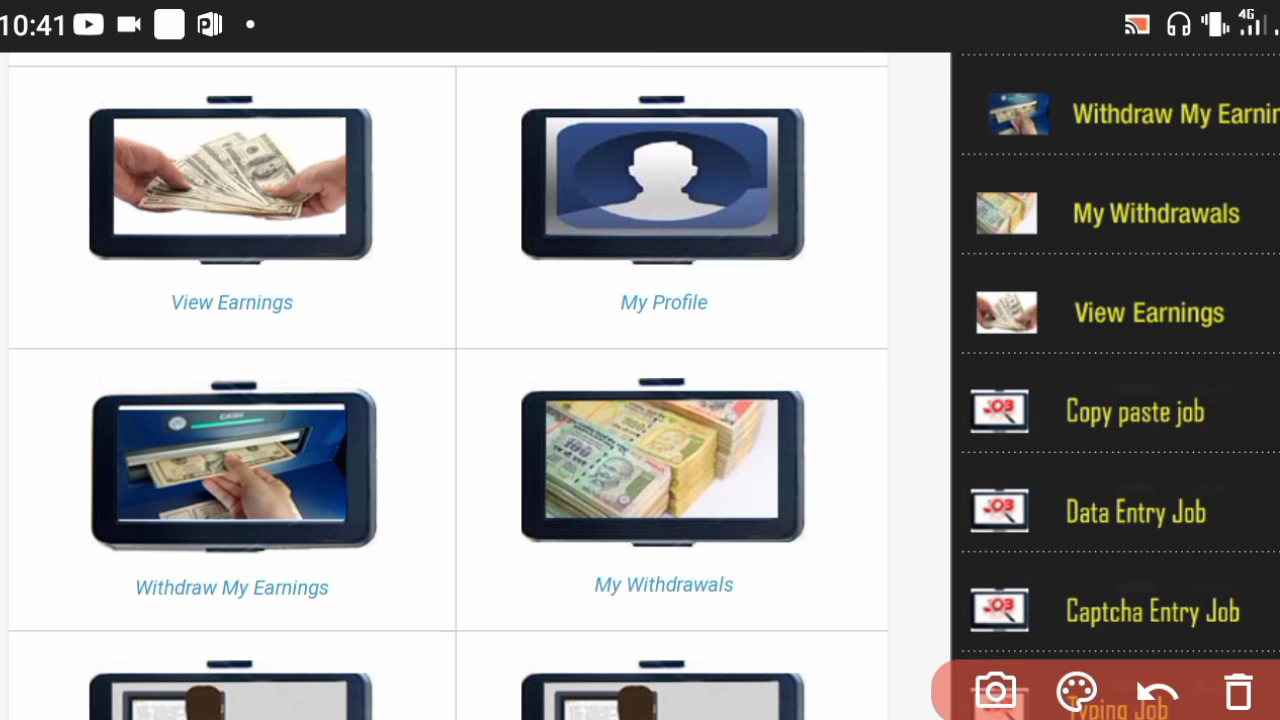 10:41
4G
View Earnings
My Profile
CASH
100
Withdraw My Earnings
My Withdrawals
Withdraw My Earnin
My Withdrawals
View Earnings
JOB
Copy paste job
JOB
Data Entry Job
JOB
Captcha Entry Job
Typing Job